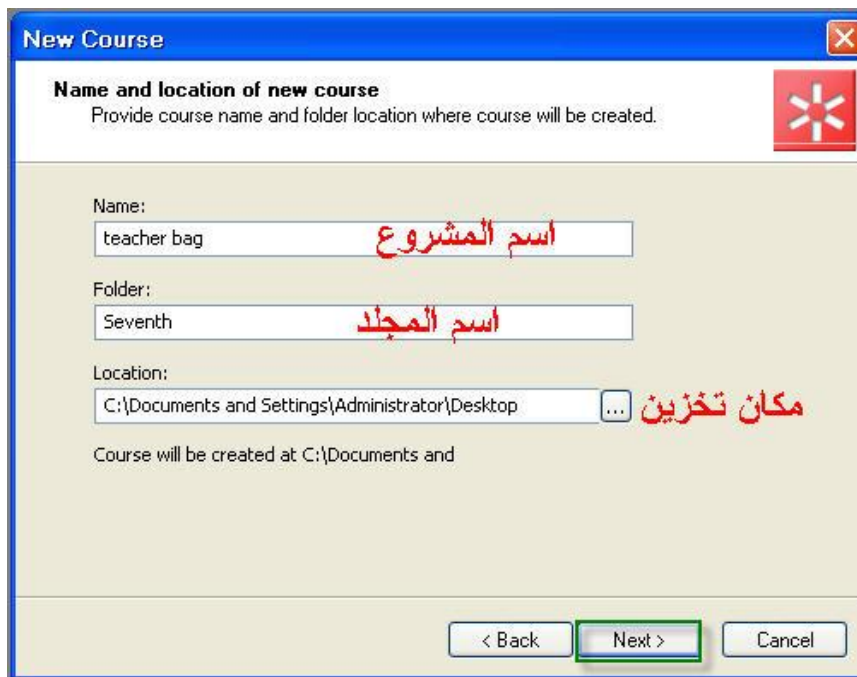 New Course
Name and location of new course
Provide course name and folder location where course will be created.
Name:
teacher bag اسم المشروع
Folder:
Seventh اسم المجلد
Location:
C:\Documents and Settings\Administrator\Desktop ... مكان تخزين
Course will be created at C:\Documents and
< Back Next > Cancel